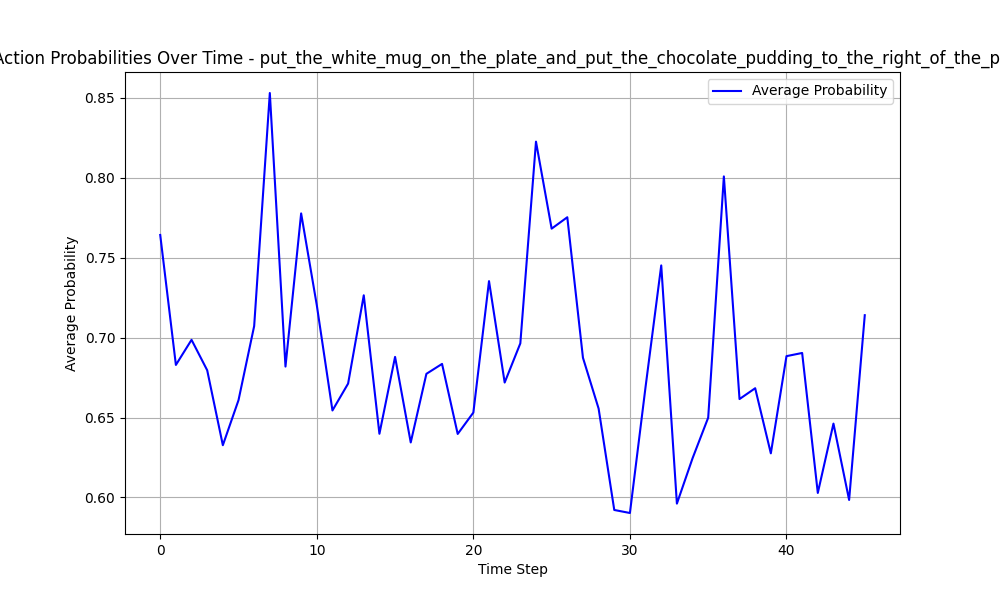 Action Probabilities Over Time - put_the_white_mug_on_the_plate_and_put_the_chocolate_pudding_to_the_right_of_the_p
Average Probability
0.85
0.80
0.75
0.70
0.65
0.60
Average Probability
0
10
20
30
40
Time Step